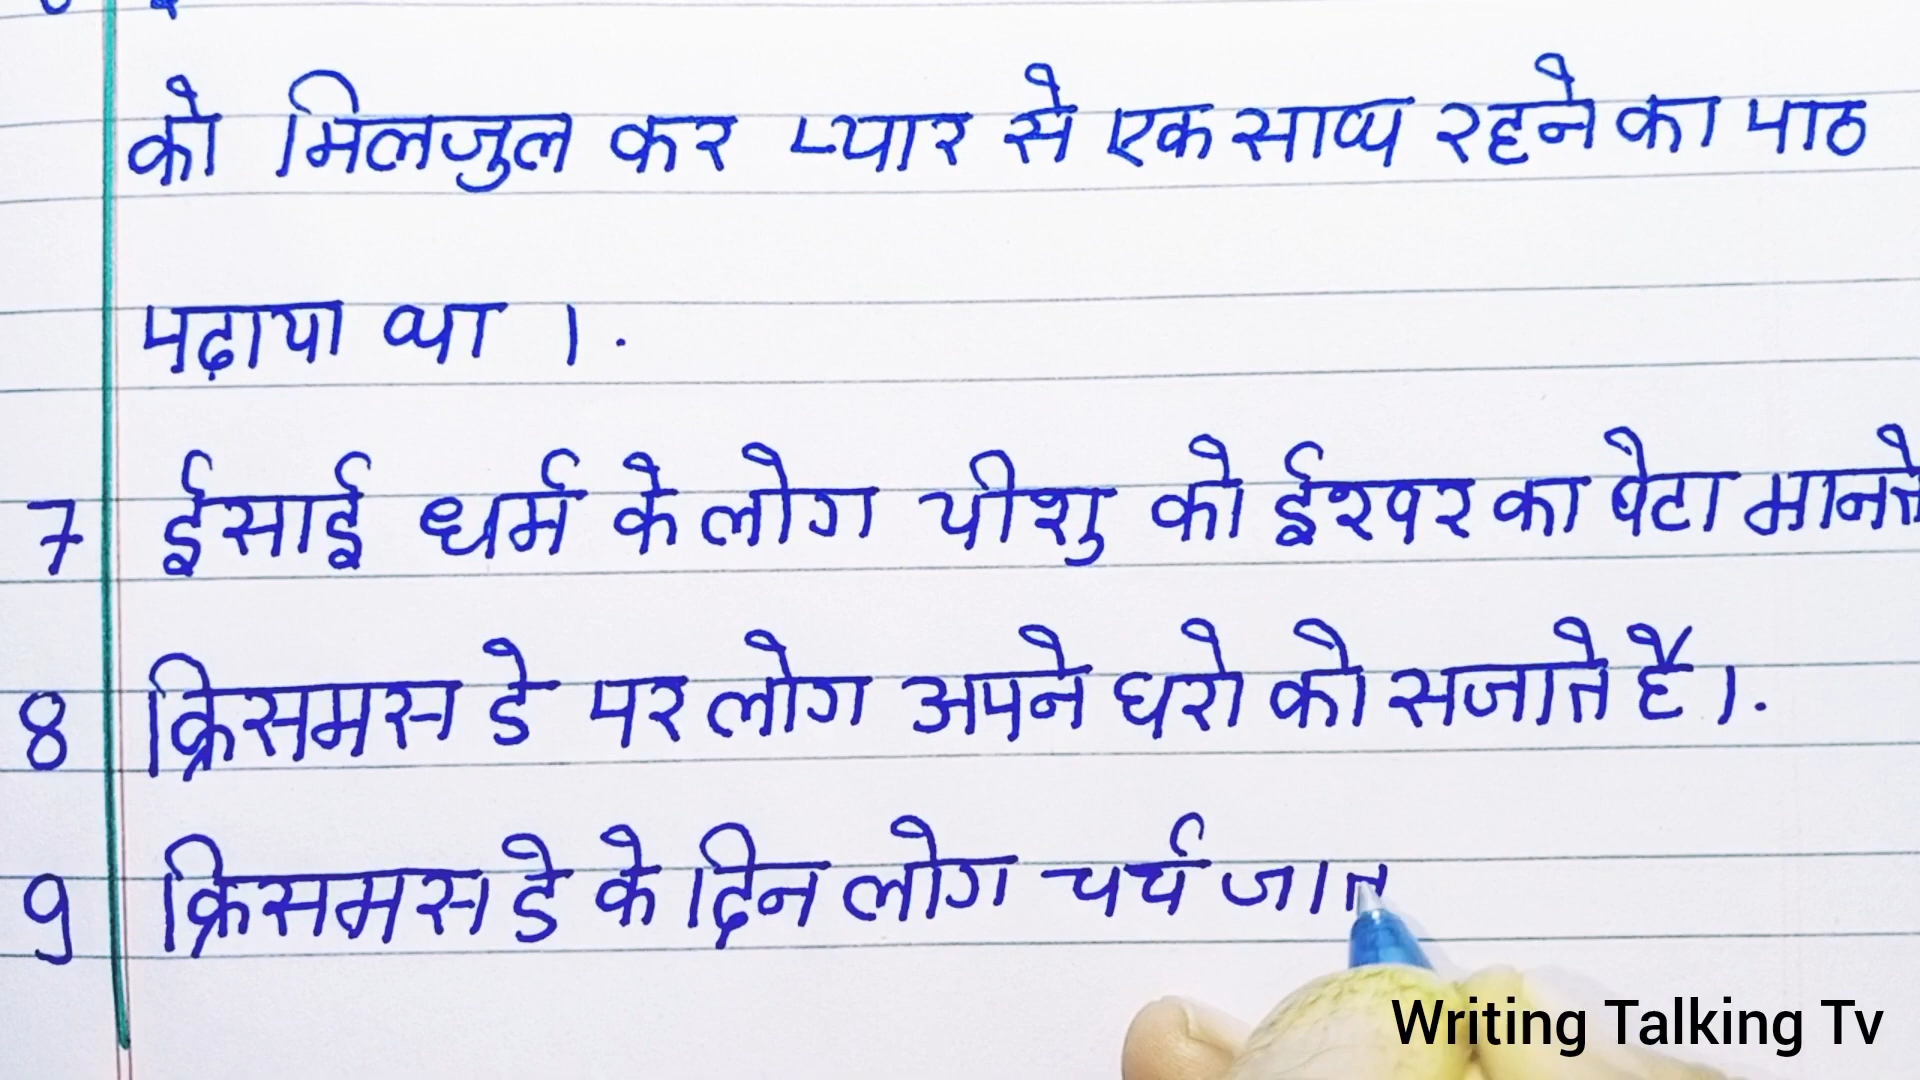 को मिलजुल कर प्यार से एक साथ रहने का पाठ
पढ़ाया था ।.
7 ईसाई धर्म के लोग यीशु को ईश्वर का बेटा मानते
8 क्रिसमस डे पर लोग अपने घरो को सजाते है।.
9 क्रिसमस डे के दिन लोग चर्च जात
Writing Talking Tv